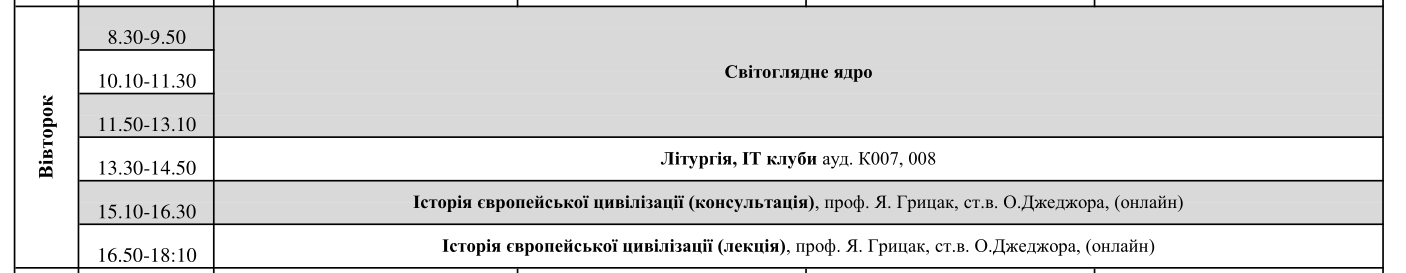 Вівторок
8.30-9.50
10.10-11.30
11.50-13.10
Світоглядне ядро
13.30-14.50
Літургія, ІТ клуби ауд. К007, 008
15.10-16.30
Історія європейської цивілізації (консультація), проф. Я. Грицак, ст.в. О.Джеджора, (онлайн)
16.50-18:10
Історія європейської цивілізації (лекція), проф. Я. Грицак, ст.в. О.Джеджора, (онлайн)